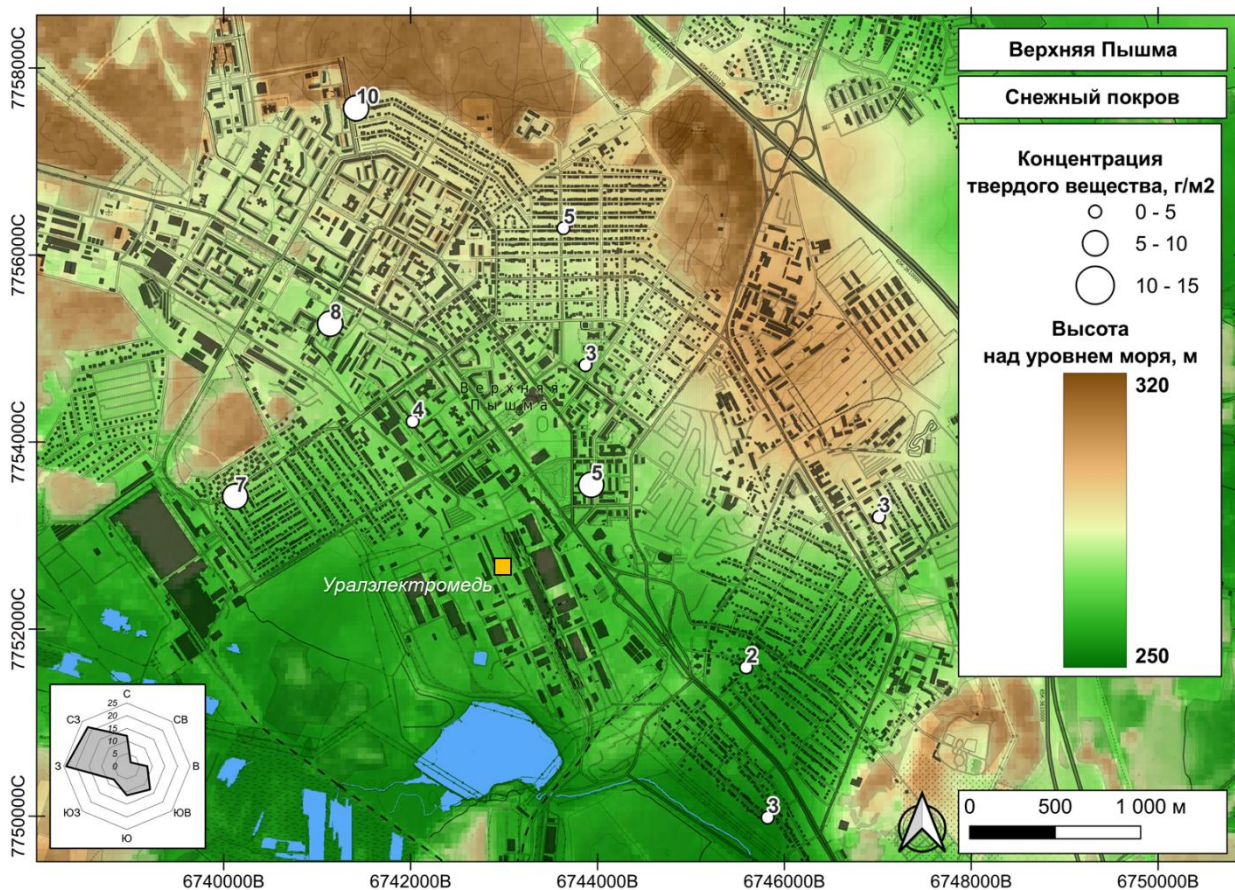 Верхняя Пышма
Снежный покров
Концентрация
твердого вещества, г/м2
0 - 5
5 - 10
10 - 15
Высота
над уровнем моря, м
320
250
7758000С
7756000С
7754000С
7752000С
7750000С
10
5
8
3
4
7
5
3
2
3
Верхняя
Пышма
Уралэлектромедь
С
СВ
В
ЮВ
Ю
ЮЗ
З
СЗ
25
20
15
10
5
0
0 500 1 000 м
6740000В 6742000В 6744000В 6746000В 6748000В 6750000В